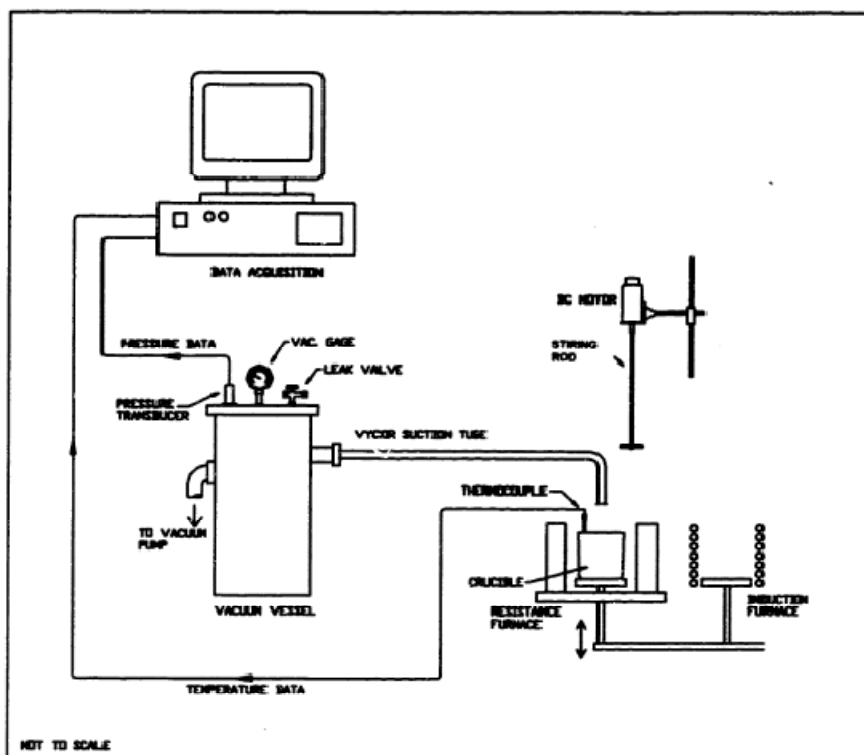 DATA ACQUISITION
DC MOTOR
PRESSURE DATA
VAC. GAGE
STIRING
ROD
LEAK VALVE
PRESSURE
TRANSDUCER
VYCOR SUCTION TUBE
THERMOCOUPLE
TO VACUUM
PUMP
CRUCIBLE
VACUUM VESSEL
RESISTANCE
FURNACE
INDUCTION
FURNACE
TEMPERATURE DATA
NOT TO SCALE